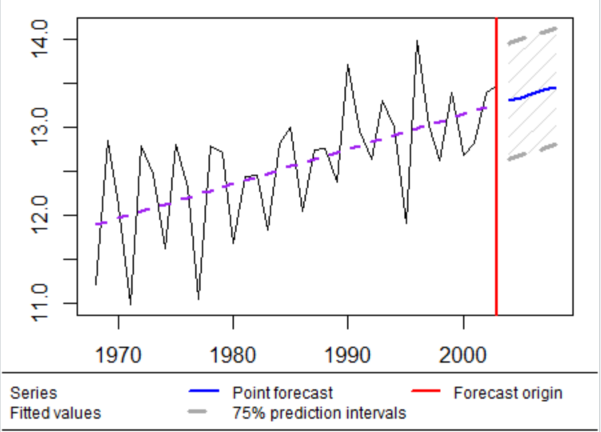 14.0
13.0
12.0
11.0
1970 1980 1990 2000
Series Point forecast Forecast origin
Fitted values 75% prediction intervals